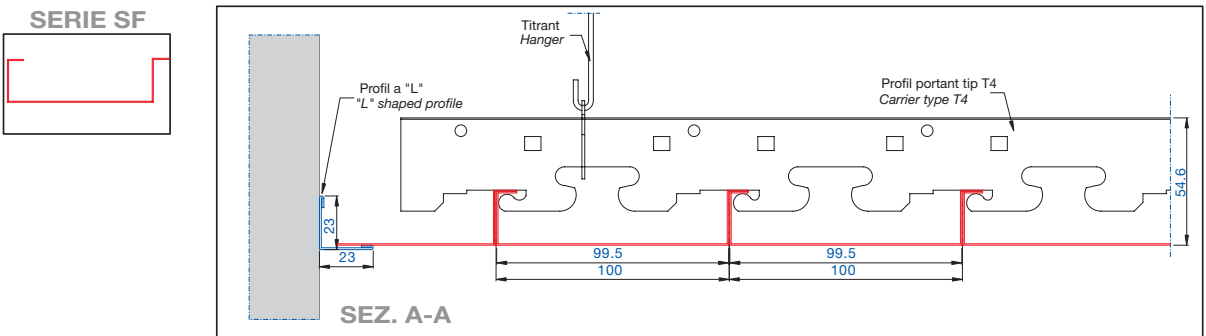 SERIE SF
Titrant
Hanger
Profil a "L"
"L" shaped profile
Profil portant tip T4
Carrier type T4
54.6
23
23
99.5
99.5
100
100
SEZ. A-A